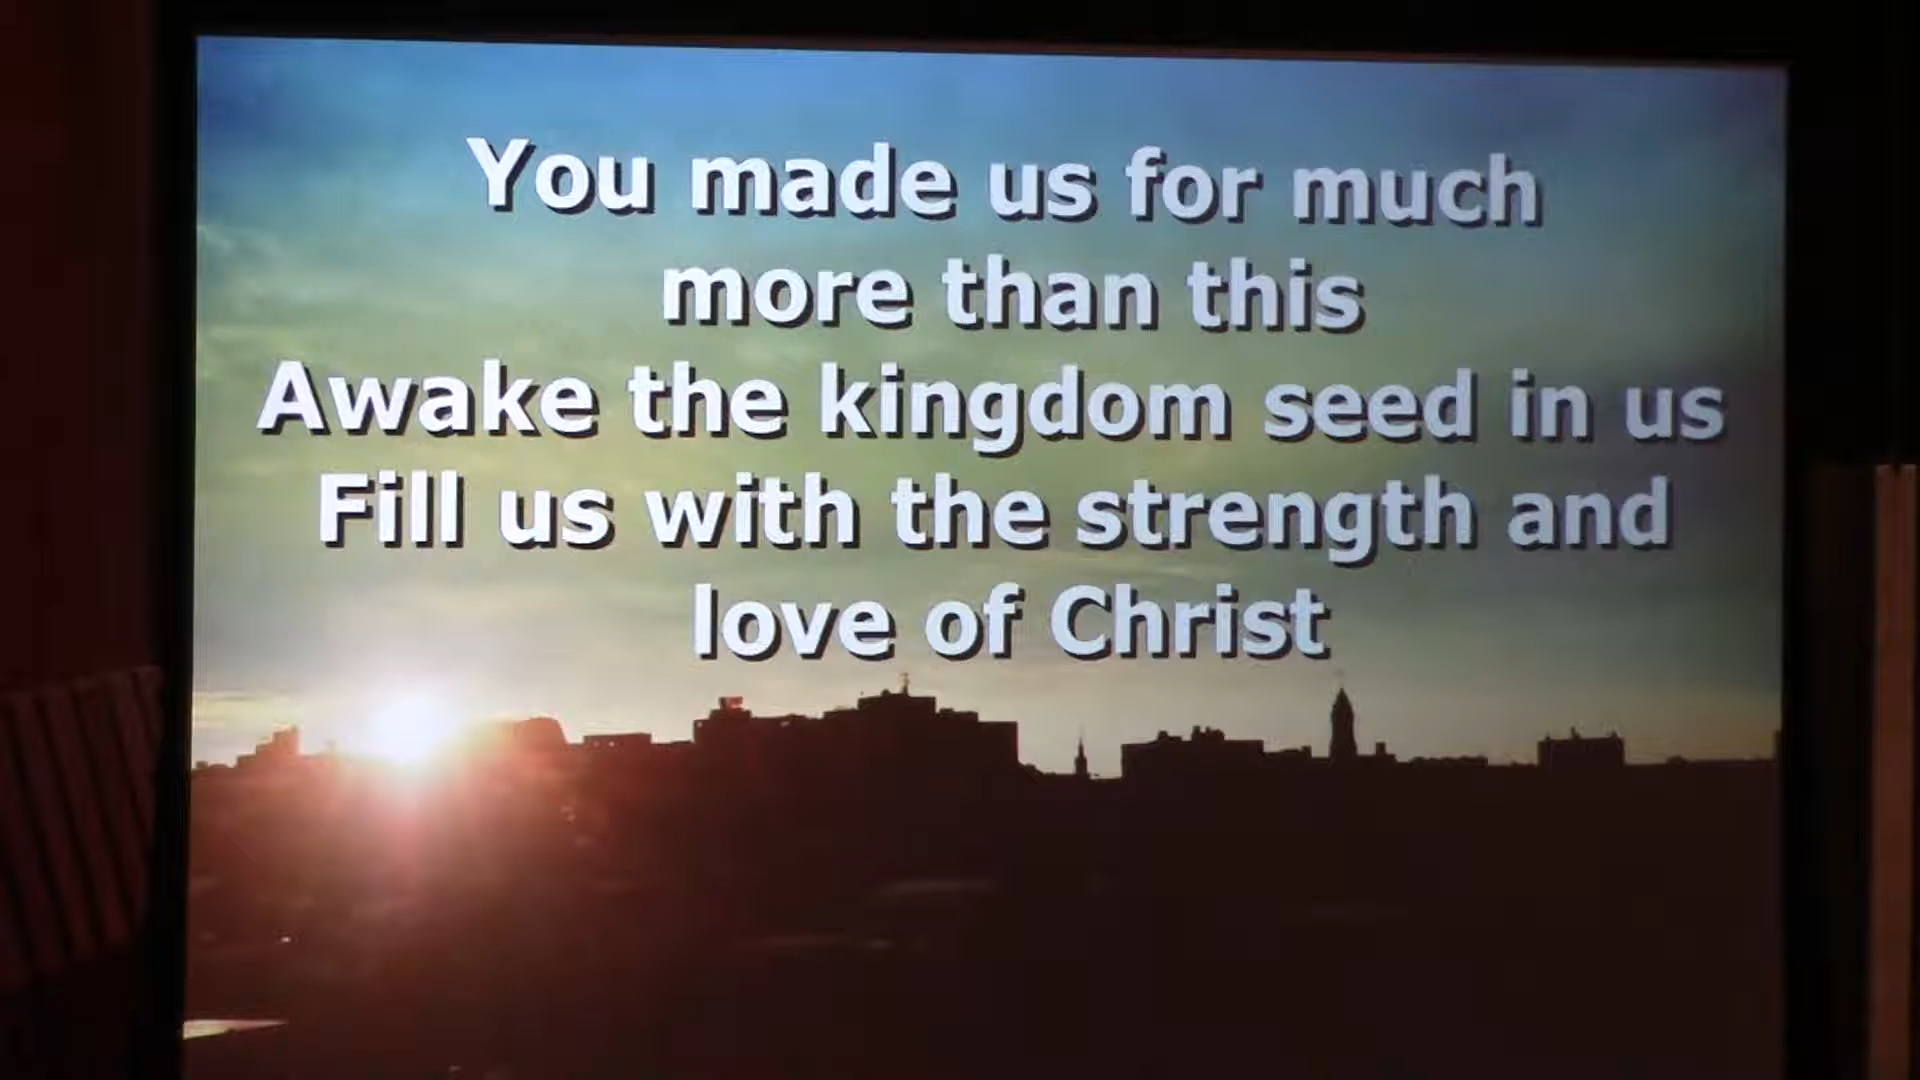 You made us for much
more than this
Awake the kingdom seed in us
Fill us with the strength and
love of Christ